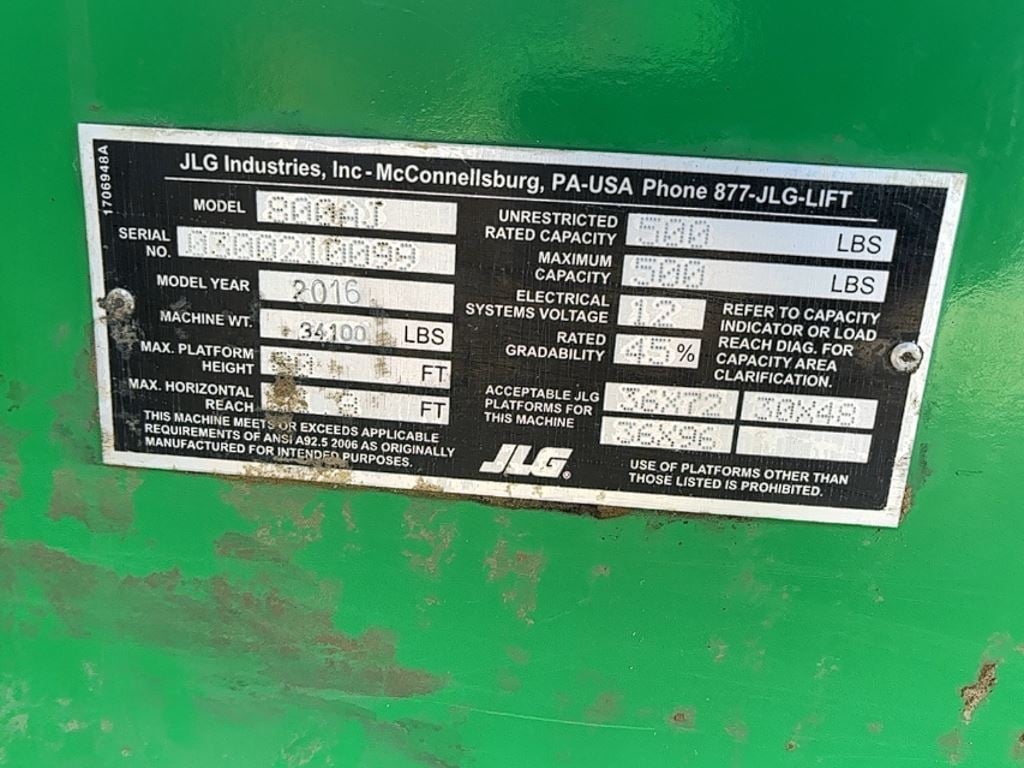 1706948A
JLG Industries, Inc - McConnellsburg, PA-USA Phone 877-JLG-LIFT
MODEL 800AJ
SERIAL NO. 0300210099
MODEL YEAR 2016
MACHINE WT. 34100 LBS
MAX. PLATFORM HEIGHT FT
MAX. HORIZONTAL REACH FT
THIS MACHINE MEETS OR EXCEEDS APPLICABLE
REQUIREMENTS OF ANSI A92.5 2006 AS ORIGINALLY
MANUFACTURED FOR INTENDED PURPOSES.
UNRESTRICTED RATED CAPACITY 500 LBS
MAXIMUM CAPACITY 500 LBS
ELECTRICAL SYSTEMS VOLTAGE 12
RATED GRADABILITY 45 %
REFER TO CAPACITY
INDICATOR OR LOAD
REACH DIAG. FOR
CAPACITY AREA
CLARIFICATION.
ACCEPTABLE JLG
PLATFORMS FOR
THIS MACHINE
36X72 30X48
36X96
JLG®
USE OF PLATFORMS OTHER THAN
THOSE LISTED IS PROHIBITED.